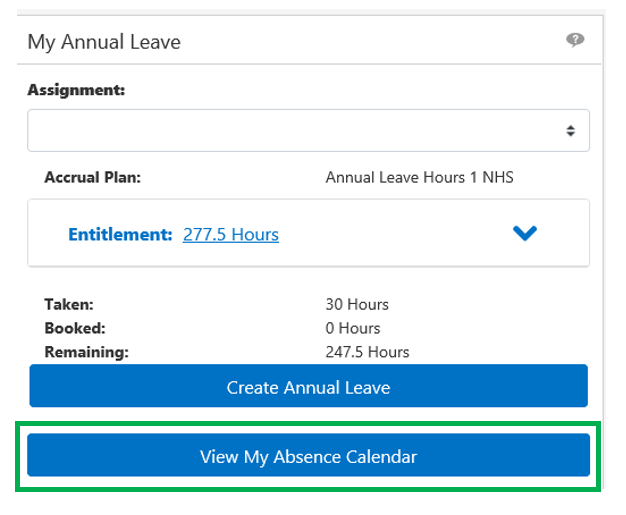 My Annual Leave
?
Assignment:
Accrual Plan: Annual Leave Hours 1 NHS
Entitlement: 277.5 Hours
Taken: 30 Hours
Booked: 0 Hours
Remaining: 247.5 Hours
Create Annual Leave
View My Absence Calendar